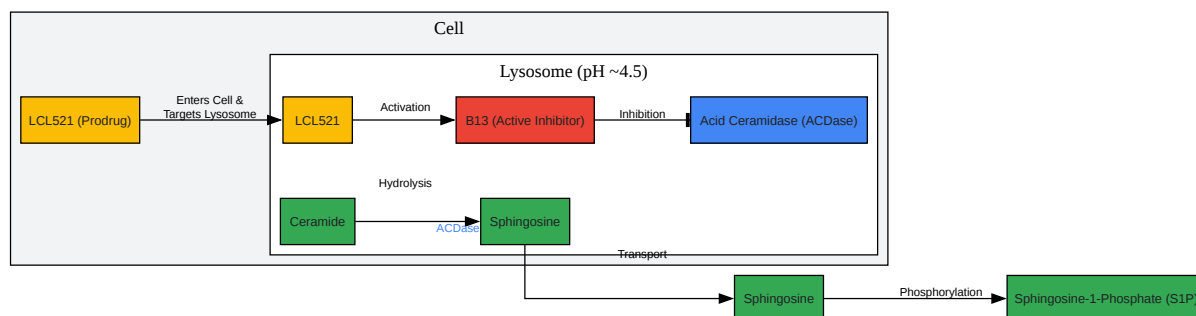 Cell
Lysosome (pH ~4.5)
LCL521 (Prodrug)
Enters Cell &
Targets Lysosome
LCL521
Activation
B13 (Active Inhibitor)
Inhibition
Acid Ceramidase (ACDase)
Hydrolysis
Ceramide
ACDase
Sphingosine
Transport
Sphingosine
Phosphorylation
Sphingosine-1-Phosphate (S1P)